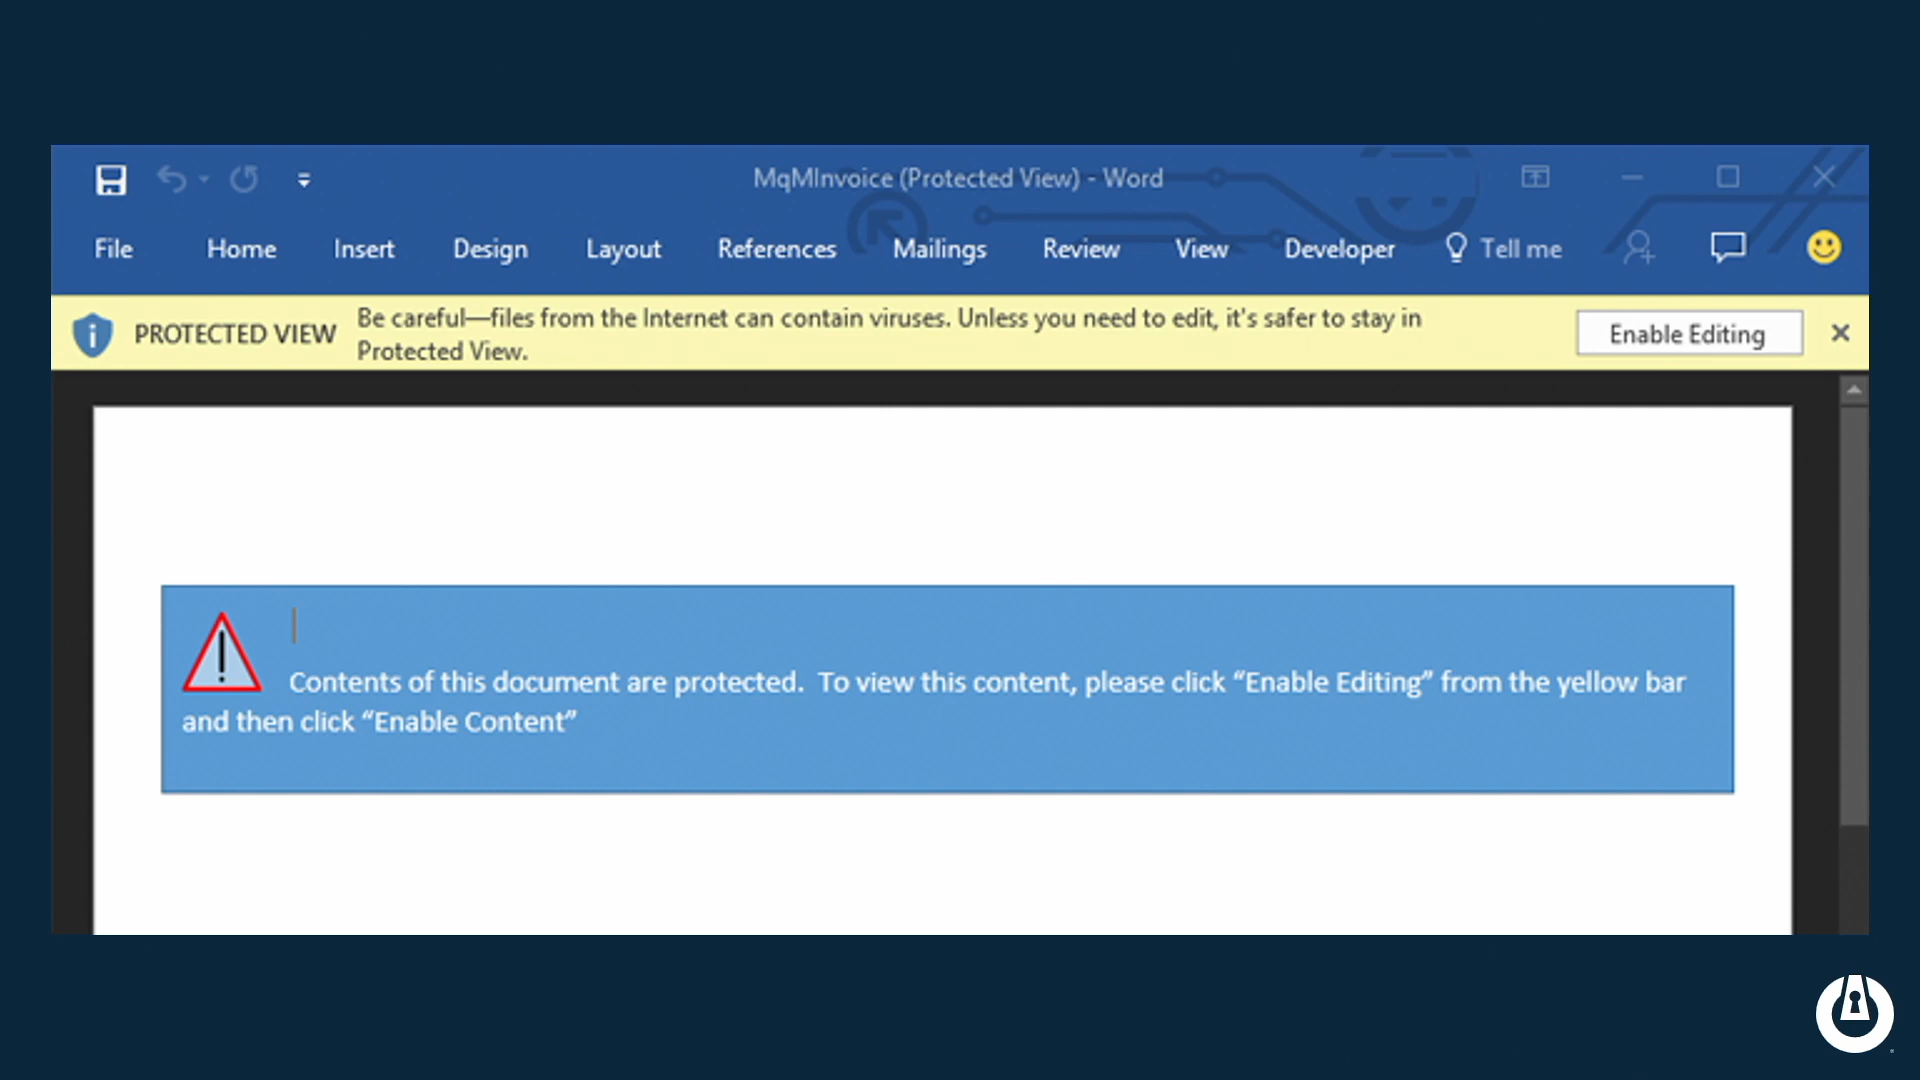 MqMInvoice (Protected View) - Word
File Home Insert Design Layout References Mailings Review View Developer Tell me
PROTECTED VIEW Be careful—files from the Internet can contain viruses. Unless you need to edit, it's safer to stay in
Protected View.
Enable Editing
Contents of this document are protected.  To view this content, please click “Enable Editing” from the yellow bar
and then click “Enable Content”